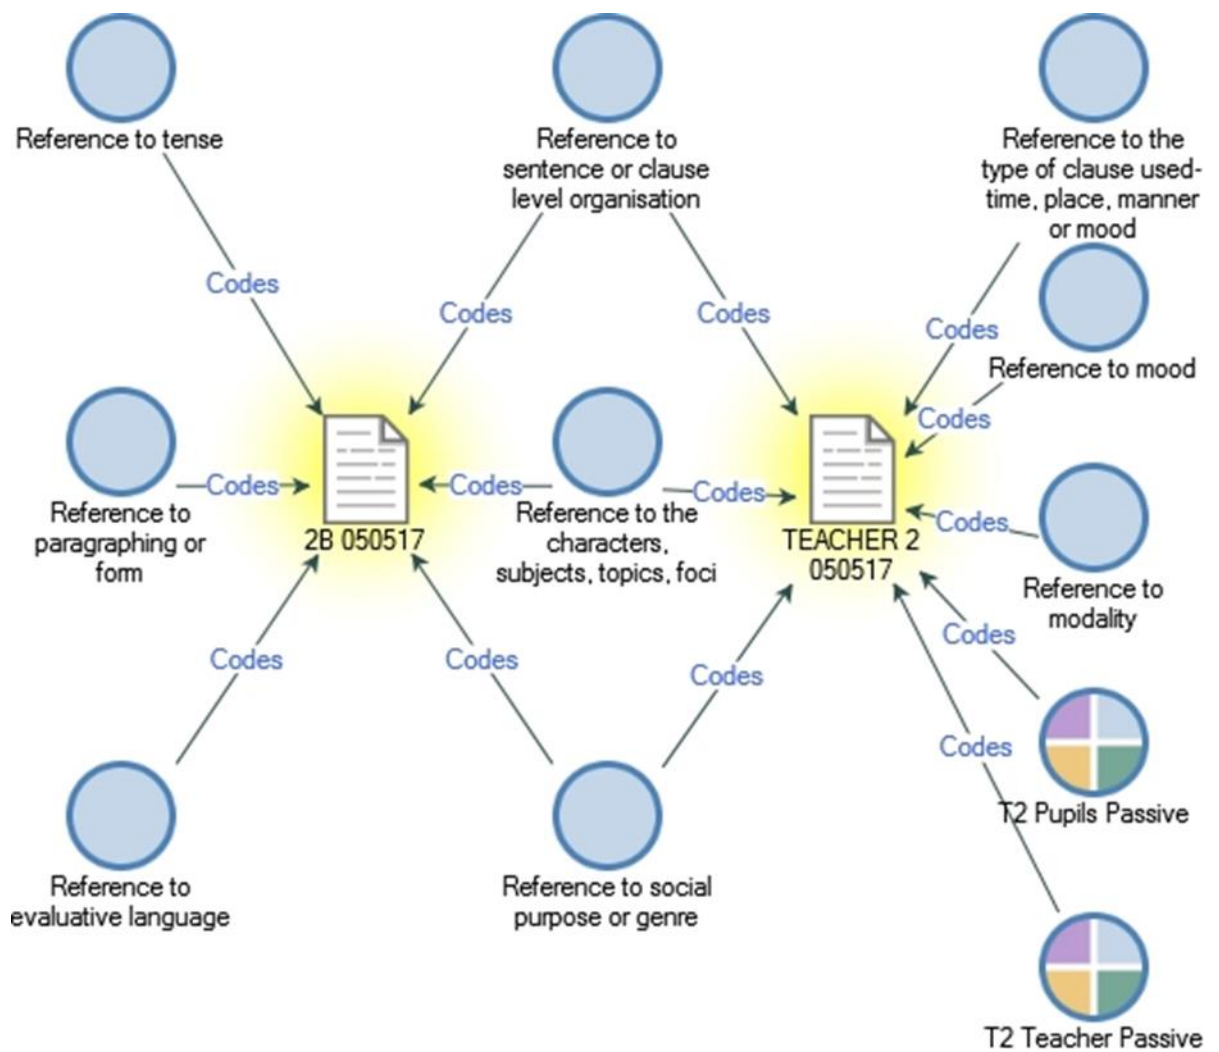 Reference to tense
Reference to
sentence or clause
level organisation
Reference to the
type of clause used-
time, place, manner
or mood
Codes
Codes
Codes
Codes
Reference to mood
Codes
Codes
Codes
Codes
Codes
Reference to
paragraphing or
form
2B 050517
Reference to the
characters,
subjects, topics, foci
TEACHER 2
050517
Reference to
modality
Codes
Codes
Codes
Codes
Codes
T2 Pupils Passive
Reference to
evaluative language
Reference to social
purpose or genre
T2 Teacher Passive